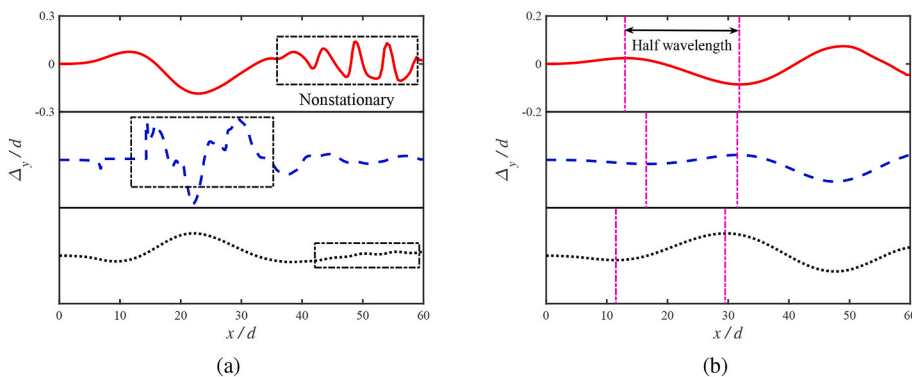 0.3
0
-0.3
Nonstationary
Δy / d
0 10 20 30 40 50 60
x / d
(a)
0.2
0
-0.2
Half wavelength
Δy / d
0 10 20 30 40 50 60
x / d
(b)